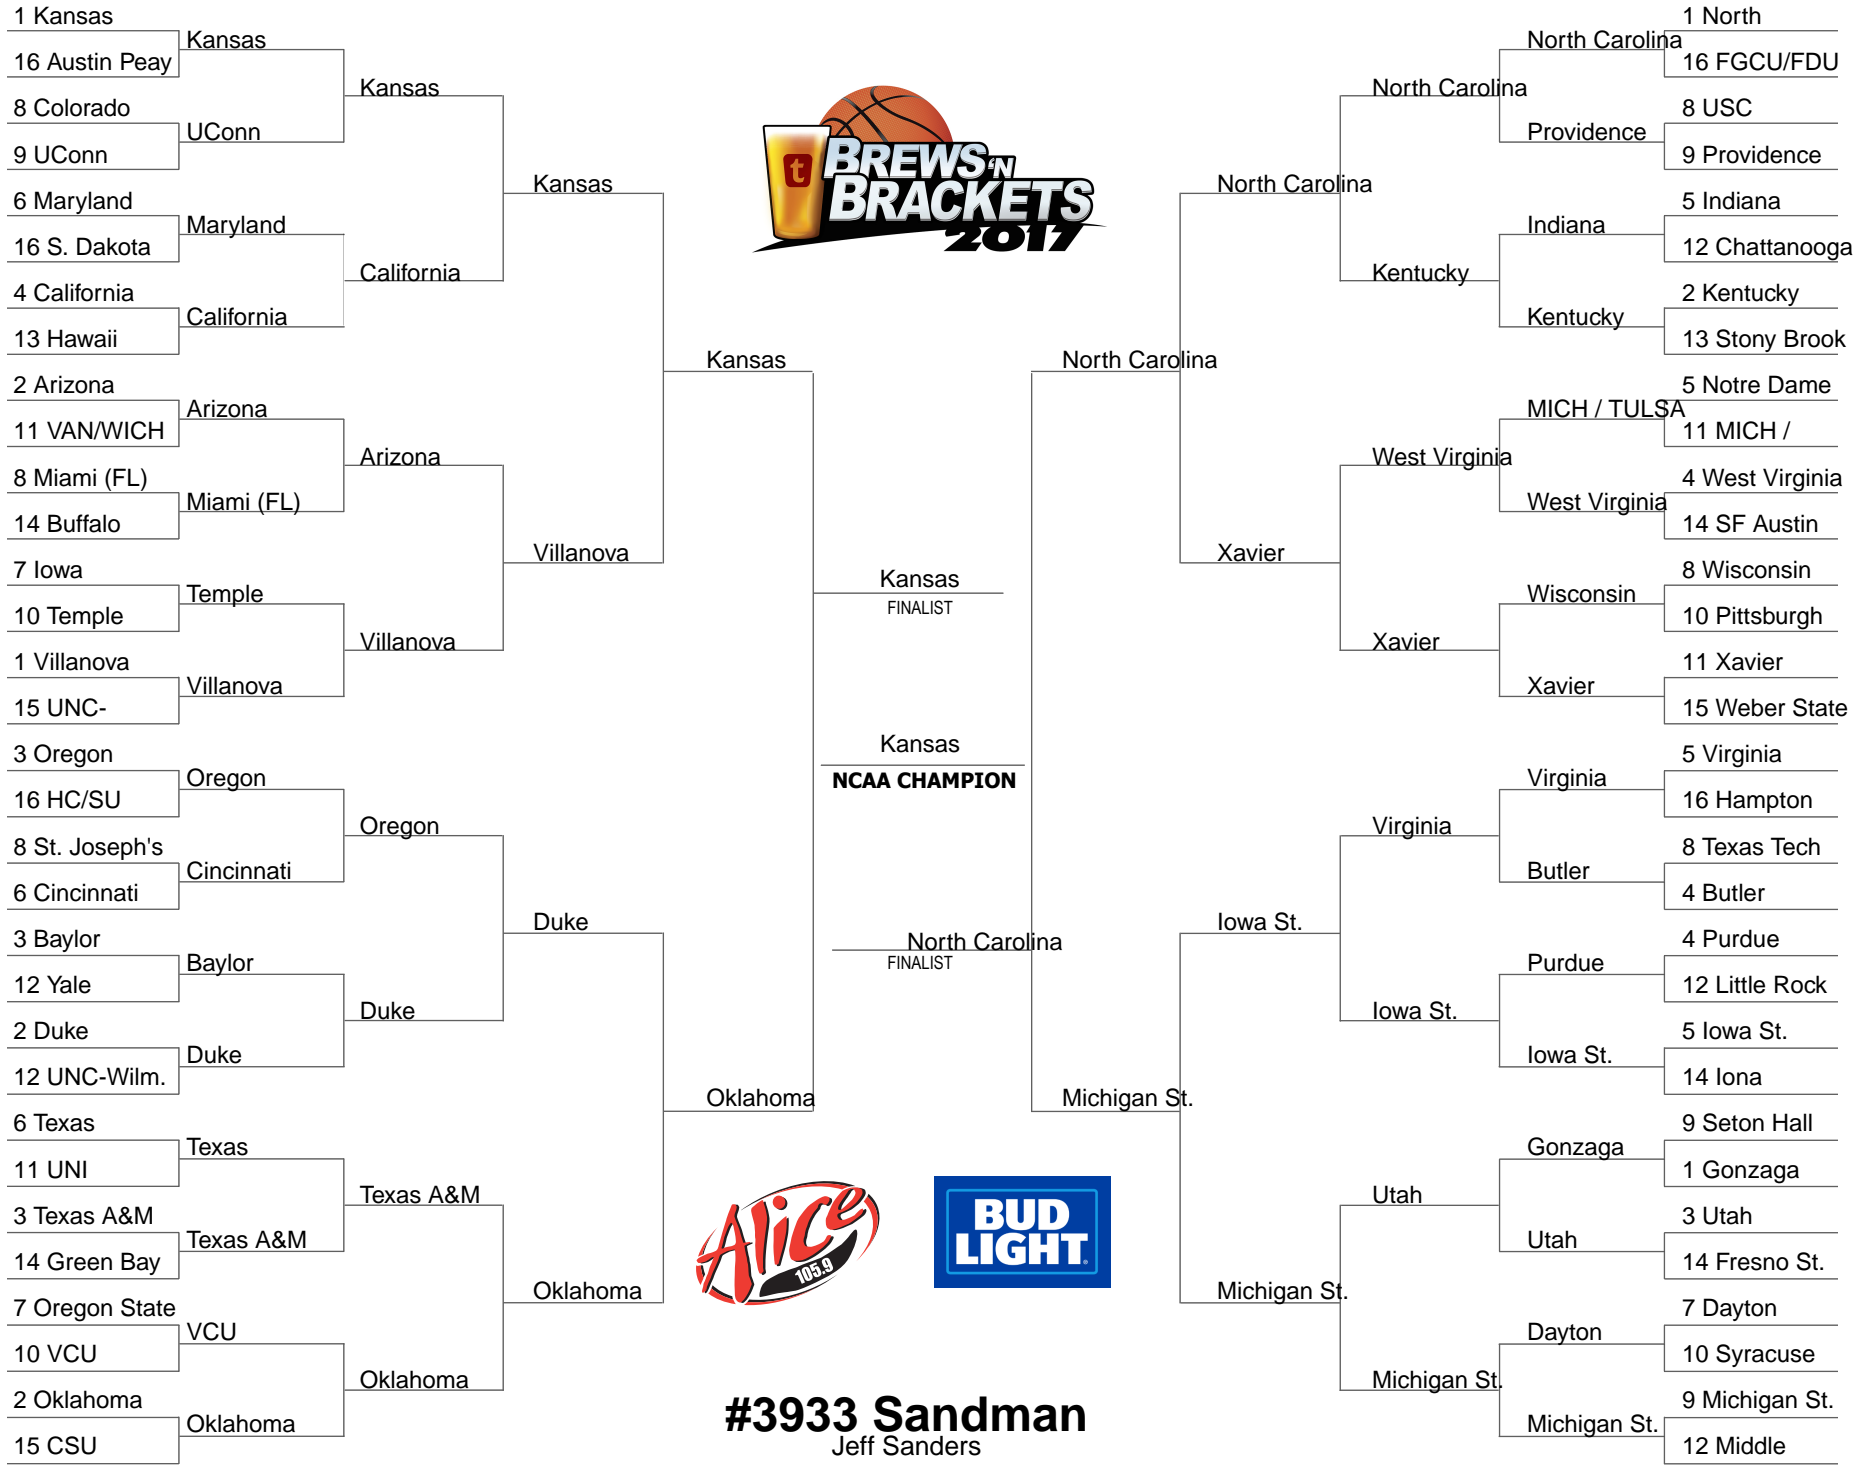 1 Kansas
16 Austin Peay
8 Colorado
9 UConn
6 Maryland
16 S. Dakota
4 California
13 Hawaii
2 Arizona
11 VAN/WICH
8 Miami (FL)
14 Buffalo
7 Iowa
10 Temple
1 Villanova
15 UNC-
3 Oregon
16 HC/SU
8 St. Joseph's
6 Cincinnati
3 Baylor
12 Yale
2 Duke
12 UNC-Wilm.
6 Texas
11 UNI
3 Texas A&M
14 Green Bay
7 Oregon State
10 VCU
2 Oklahoma
15 CSU
Kansas
UConn
Maryland
California
Arizona
Miami (FL)
Temple
Villanova
Oregon
Cincinnati
Baylor
Duke
Texas
Texas A&M
VCU
Oklahoma
Kansas
California
Arizona
Villanova
Oregon
Duke
Texas A&M
Oklahoma
Kansas
Villanova
Duke
Oklahoma
Kansas
Oklahoma
t
BREWS 'N
BRACKETS
2017
Kansas
FINALIST
Kansas
NCAA CHAMPION
North Carolina
FINALIST
Alice
105.9
BUD
LIGHT
#3933 Sandman
Jeff Sanders
North Carolina
Michigan St.
North Carolina
Xavier
Iowa St.
Michigan St.
North Carolina
Kentucky
West Virginia
Xavier
Virginia
Iowa St.
Utah
Michigan St.
North Carolina
Providence
Indiana
Kentucky
MICH / TULSA
West Virginia
Wisconsin
Xavier
Virginia
Butler
Purdue
Iowa St.
Gonzaga
Utah
Dayton
Michigan St.
1 North
16 FGCU/FDU
8 USC
9 Providence
5 Indiana
12 Chattanooga
2 Kentucky
13 Stony Brook
5 Notre Dame
11 MICH /
4 West Virginia
14 SF Austin
8 Wisconsin
10 Pittsburgh
11 Xavier
15 Weber State
5 Virginia
16 Hampton
8 Texas Tech
4 Butler
4 Purdue
12 Little Rock
5 Iowa St.
14 Iona
9 Seton Hall
1 Gonzaga
3 Utah
14 Fresno St.
7 Dayton
10 Syracuse
9 Michigan St.
12 Middle